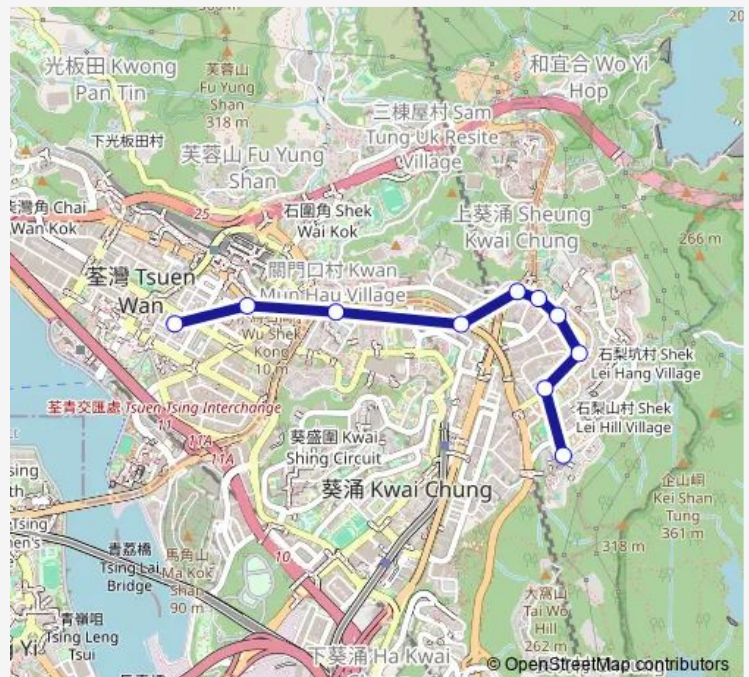 光板田 Kwong
Pan Tin
芙蓉山
Fu Yung
Shan
318 m
和宜合 Wo Yi
Hop
20
三棟屋村 Sam
Tung Uk Resite
Village
下光板田村
芙蓉山 Fu Yung
Shan
灣角 Chai
Wan Kok
25
石圍角 Shek
Wai Kok
上葵涌 Sheung
Kwai Chung
266 m
荃灣 Tsuen
Wan
關門口村 Kwan
Mun Hau Village
Wu Shek
Kong
10 m
石梨坑村 Shek
Lei Hang Village
荃青交匯處 Tsuen Tsing Interchange
11
11A
11A
石梨山村 Shek
Lei Hill Village
葵盛圍 Kwai
Shing Circuit
葵涌 Kwai Chung
Kei Shan
Tung
361 m
sing
Tsing
青荔橋
Tsing Lai
Bridge
馬角山
Ma Kok
Shan
90 m
10
318 m
大窩山
Tai Wo
Hill
262 m
青嶺咀
Tsing Leng
Tsui
Yi
下葵涌 Ha Kwai
© OpenStreetMap contributors